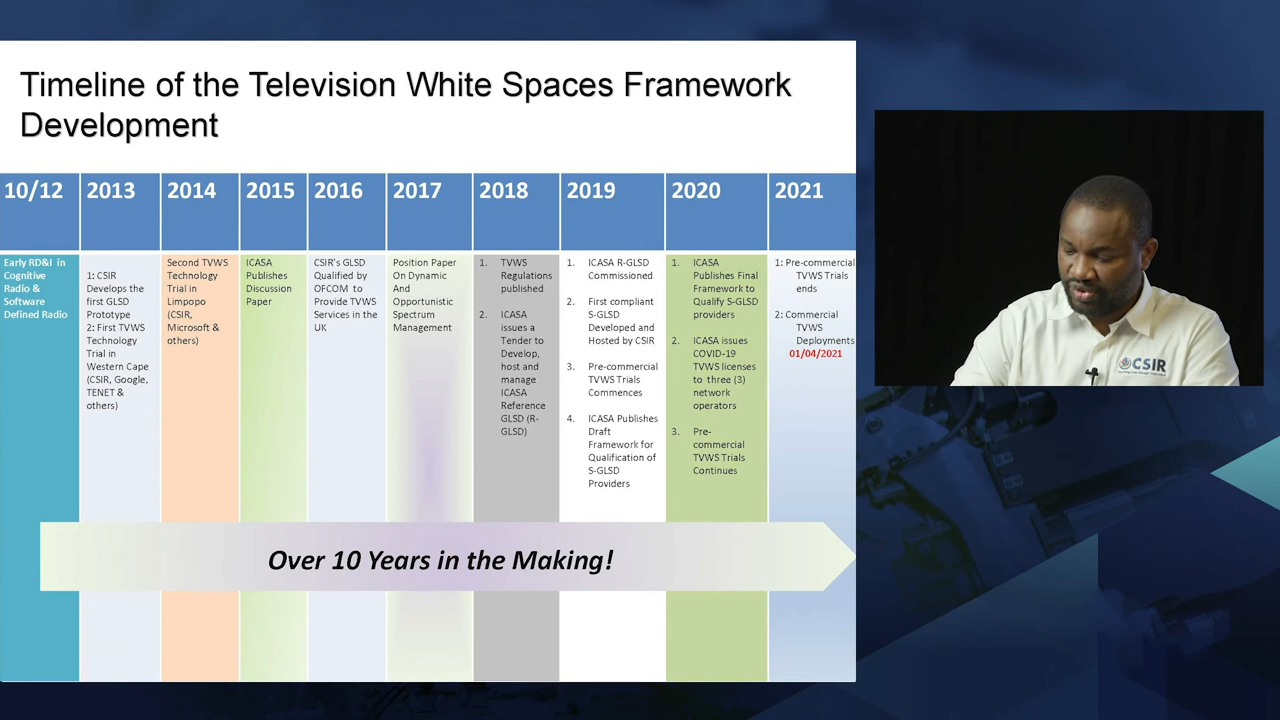 Timeline of the Television White Spaces Framework
Development
10/12
2013
2014
2015
2016
2017
2018
2019
2020
2021
Early RD&I in
Cognitive
Radio &
Software
Defined Radio
1: CSIR
Develops the
first GLSD
Prototype
2: First TVWS
Technology
Trial in
Western Cape
(CSIR, Google,
TENET &
others)
Second TVWS
Technology
Trial in
Limpopo
(CSIR,
Microsoft &
others)
ICASA
Publishes
Discussion
Paper
CSIR's GLSD
Qualified by
OFCOM to
Provide TVWS
Services in the
UK
Position Paper
On Dynamic
And
Opportunistic
Spectrum
Management
1. TVWS
Regulations
published
2. ICASA
issues a
Tender to
Develop,
host and
manage
ICASA
Reference
GLSD (R-
GLSD)
1. ICASA R-GLSD
Commissioned
2. First compliant
S-GLSD
Developed and
Hosted by CSIR
3. Pre-commercial
TVWS Trials
Commences
4. ICASA Publishes
Draft
Framework for
Qualification of
S-GLSD
Providers
1. ICASA
Publishes Final
Framework to
Qualify S-GLSD
providers
2. ICASA issues
COVID-19
TVWS licenses
to three (3)
network
operators
3. Pre-
commercial
TVWS Trials
Continues
1: Pre-commercial
TVWS Trials
ends
2: Commercial
TVWS
Deployments
01/04/2021
Over 10 Years in the Making!
CSIR